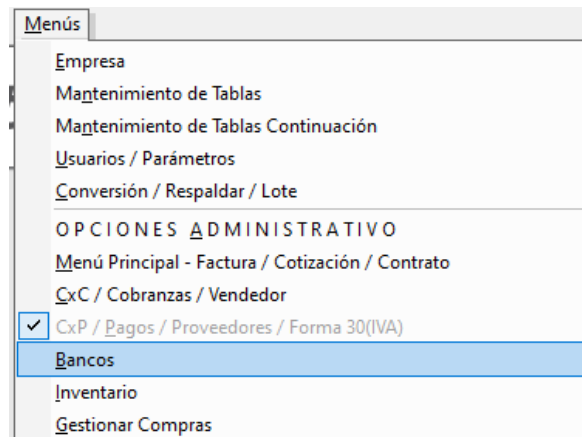 Menús
Empresa
Mantenimiento de Tablas
Mantenimiento de Tablas Continuación
Usuarios / Parámetros
Conversión / Respaldar / Lote
O P C I O N E S  A D M I N I S T R A T I V O
Menú Principal - Factura / Cotización / Contrato
CxC / Cobranzas / Vendedor
CxP / Pagos / Proveedores / Forma 30(IVA)
Bancos
Inventario
Gestionar Compras